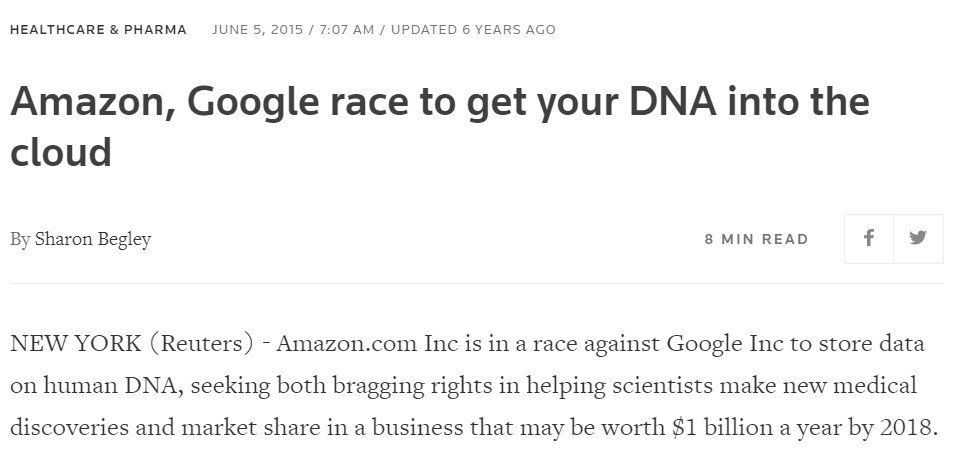 HEALTHCARE & PHARMA JUNE 5, 2015 / 7:07 AM / UPDATED 6 YEARS AGO
Amazon, Google race to get your DNA into the
cloud
By Sharon Begley 8 MIN READ
NEW YORK (Reuters) - Amazon.com Inc is in a race against Google Inc to store data
on human DNA, seeking both bragging rights in helping scientists make new medical
discoveries and market share in a business that may be worth $1 billion a year by 2018.